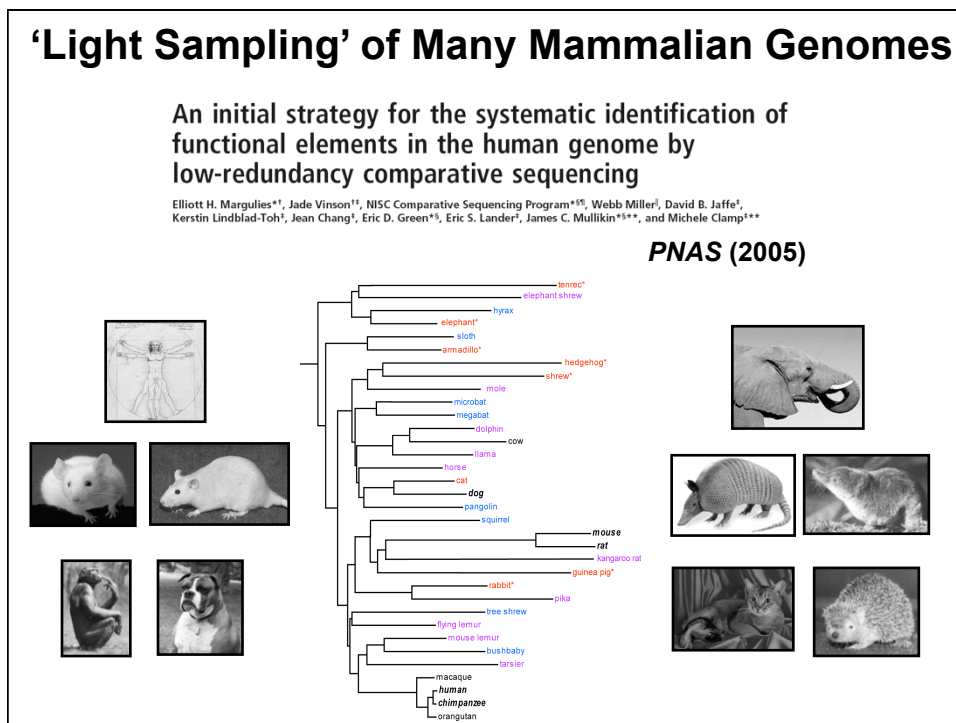 ‘Light Sampling’ of Many Mammalian Genomes
An initial strategy for the systematic identification of
functional elements in the human genome by
low-redundancy comparative sequencing
Elliott H. Margulies*†, Jade Vinson†‡, NISC Comparative Sequencing Program*§¶, Webb Miller‖, David B. Jaffe‡,
Kerstin Lindblad-Toh‡, Jean Chang‡, Eric D. Green*§, Eric S. Lander‡, James C. Mullikin*§**, and Michele Clamp‡**
PNAS (2005)
tenrec*
elephant shrew
hyrax
elephant*
sloth
armadillo*
hedgehog*
shrew*
mole
microbat
megabat
dolphin
cow
llama
horse
cat
dog
pangolin
squirrel
mouse
rat
kangaroo rat
guinea pig*
rabbit*
pika
tree shrew
flying lemur
mouse lemur
bushbaby
tarsier
macaque
human
chimpanzee
orangutan